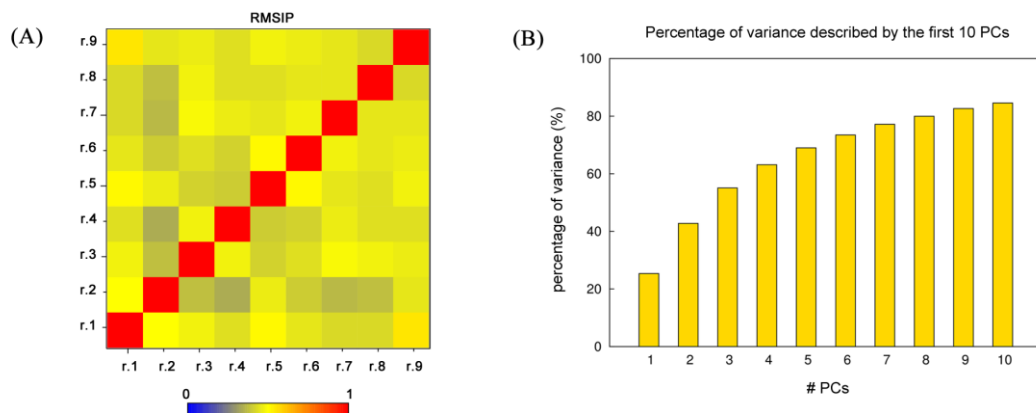 (A)
RMSIP
r.9
r.8
r.7
r.6
r.5
r.4
r.3
r.2
r.1
r.1 r.2 r.3 r.4 r.5 r.6 r.7 r.8 r.9
0 1
(B)
Percentage of variance described by the first 10 PCs
percentage of variance (%)
100
80
60
40
20
0
1 2 3 4 5 6 7 8 9 10
# PCs